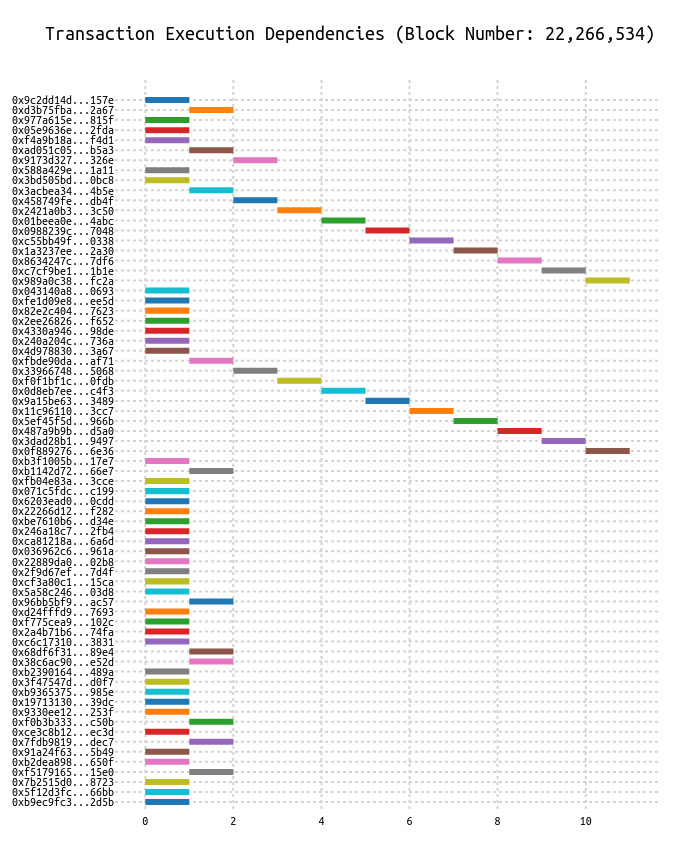 Transaction Execution Dependencies (Block Number: 22,266,534)
0x9c2dd14d...157e
0xd3b75fba...2a67
0x977a615e...815f
0x05e9636e...2fda
0xf4a9b18a...f4d1
0xad051c05...b5a3
0x9173d327...326e
0x588a429e...1a11
0x3bd505bd...0bc8
0x3acbea34...4b5e
0x458749fe...db4f
0x2421a0b3...3c50
0x01beea0e...4abc
0x0988239c...7048
0xc55bb49f...0338
0x1a3237ee...2a30
0x8634247c...7df6
0xc7cf9be1...1b1e
0x989a0c38...fc2a
0x043140a8...0693
0xfe1d09e8...ee5d
0x82e2c404...7623
0x2ee26826...f652
0x4330a946...98de
0x240a204c...736a
0x4d978830...3a67
0xfbde90da...af71
0x33966748...5068
0xf0f1bf1c...0fdb
0x0d8eb7ee...c4f3
0x9a15be63...3489
0x11c96110...3cc7
0x5ef45f5d...966b
0x487a9b9b...d5a0
0x3dad28b1...9497
0x0f889276...6e36
0xb3f1005b...17e7
0xb1142d72...66e7
0xfb04e83a...3cce
0x071c5fdc...c199
0x6203ead0...0cdd
0x22266d12...f282
0xbe7610b6...d34e
0x246a18c7...2fb4
0xca81218a...6a6d
0x036962c6...961a
0x22889da0...02b8
0x2f9d67ef...7d4f
0xcf3a80c1...15ca
0x5a58c246...03d8
0x96bb5bf9...ac57
0xd24fffd9...7693
0xf775cea9...102c
0x2a4b71b6...74fa
0xc6c17310...3831
0x68df6f31...89e4
0x38c6ac90...e52d
0xb2390164...489a
0x3f47547d...d0f7
0xb9365375...985e
0x19713130...39dc
0x9330ee12...253f
0xf0b3b333...c50b
0xce3c8b12...ec3d
0x7fdb9819...dec7
0x91a24f63...5b49
0xb2dea898...650f
0xf5179165...15e0
0x7b2515d0...8723
0x5f12d3fc...66bb
0xb9ec9fc3...2d5b
0 2 4 6 8 10